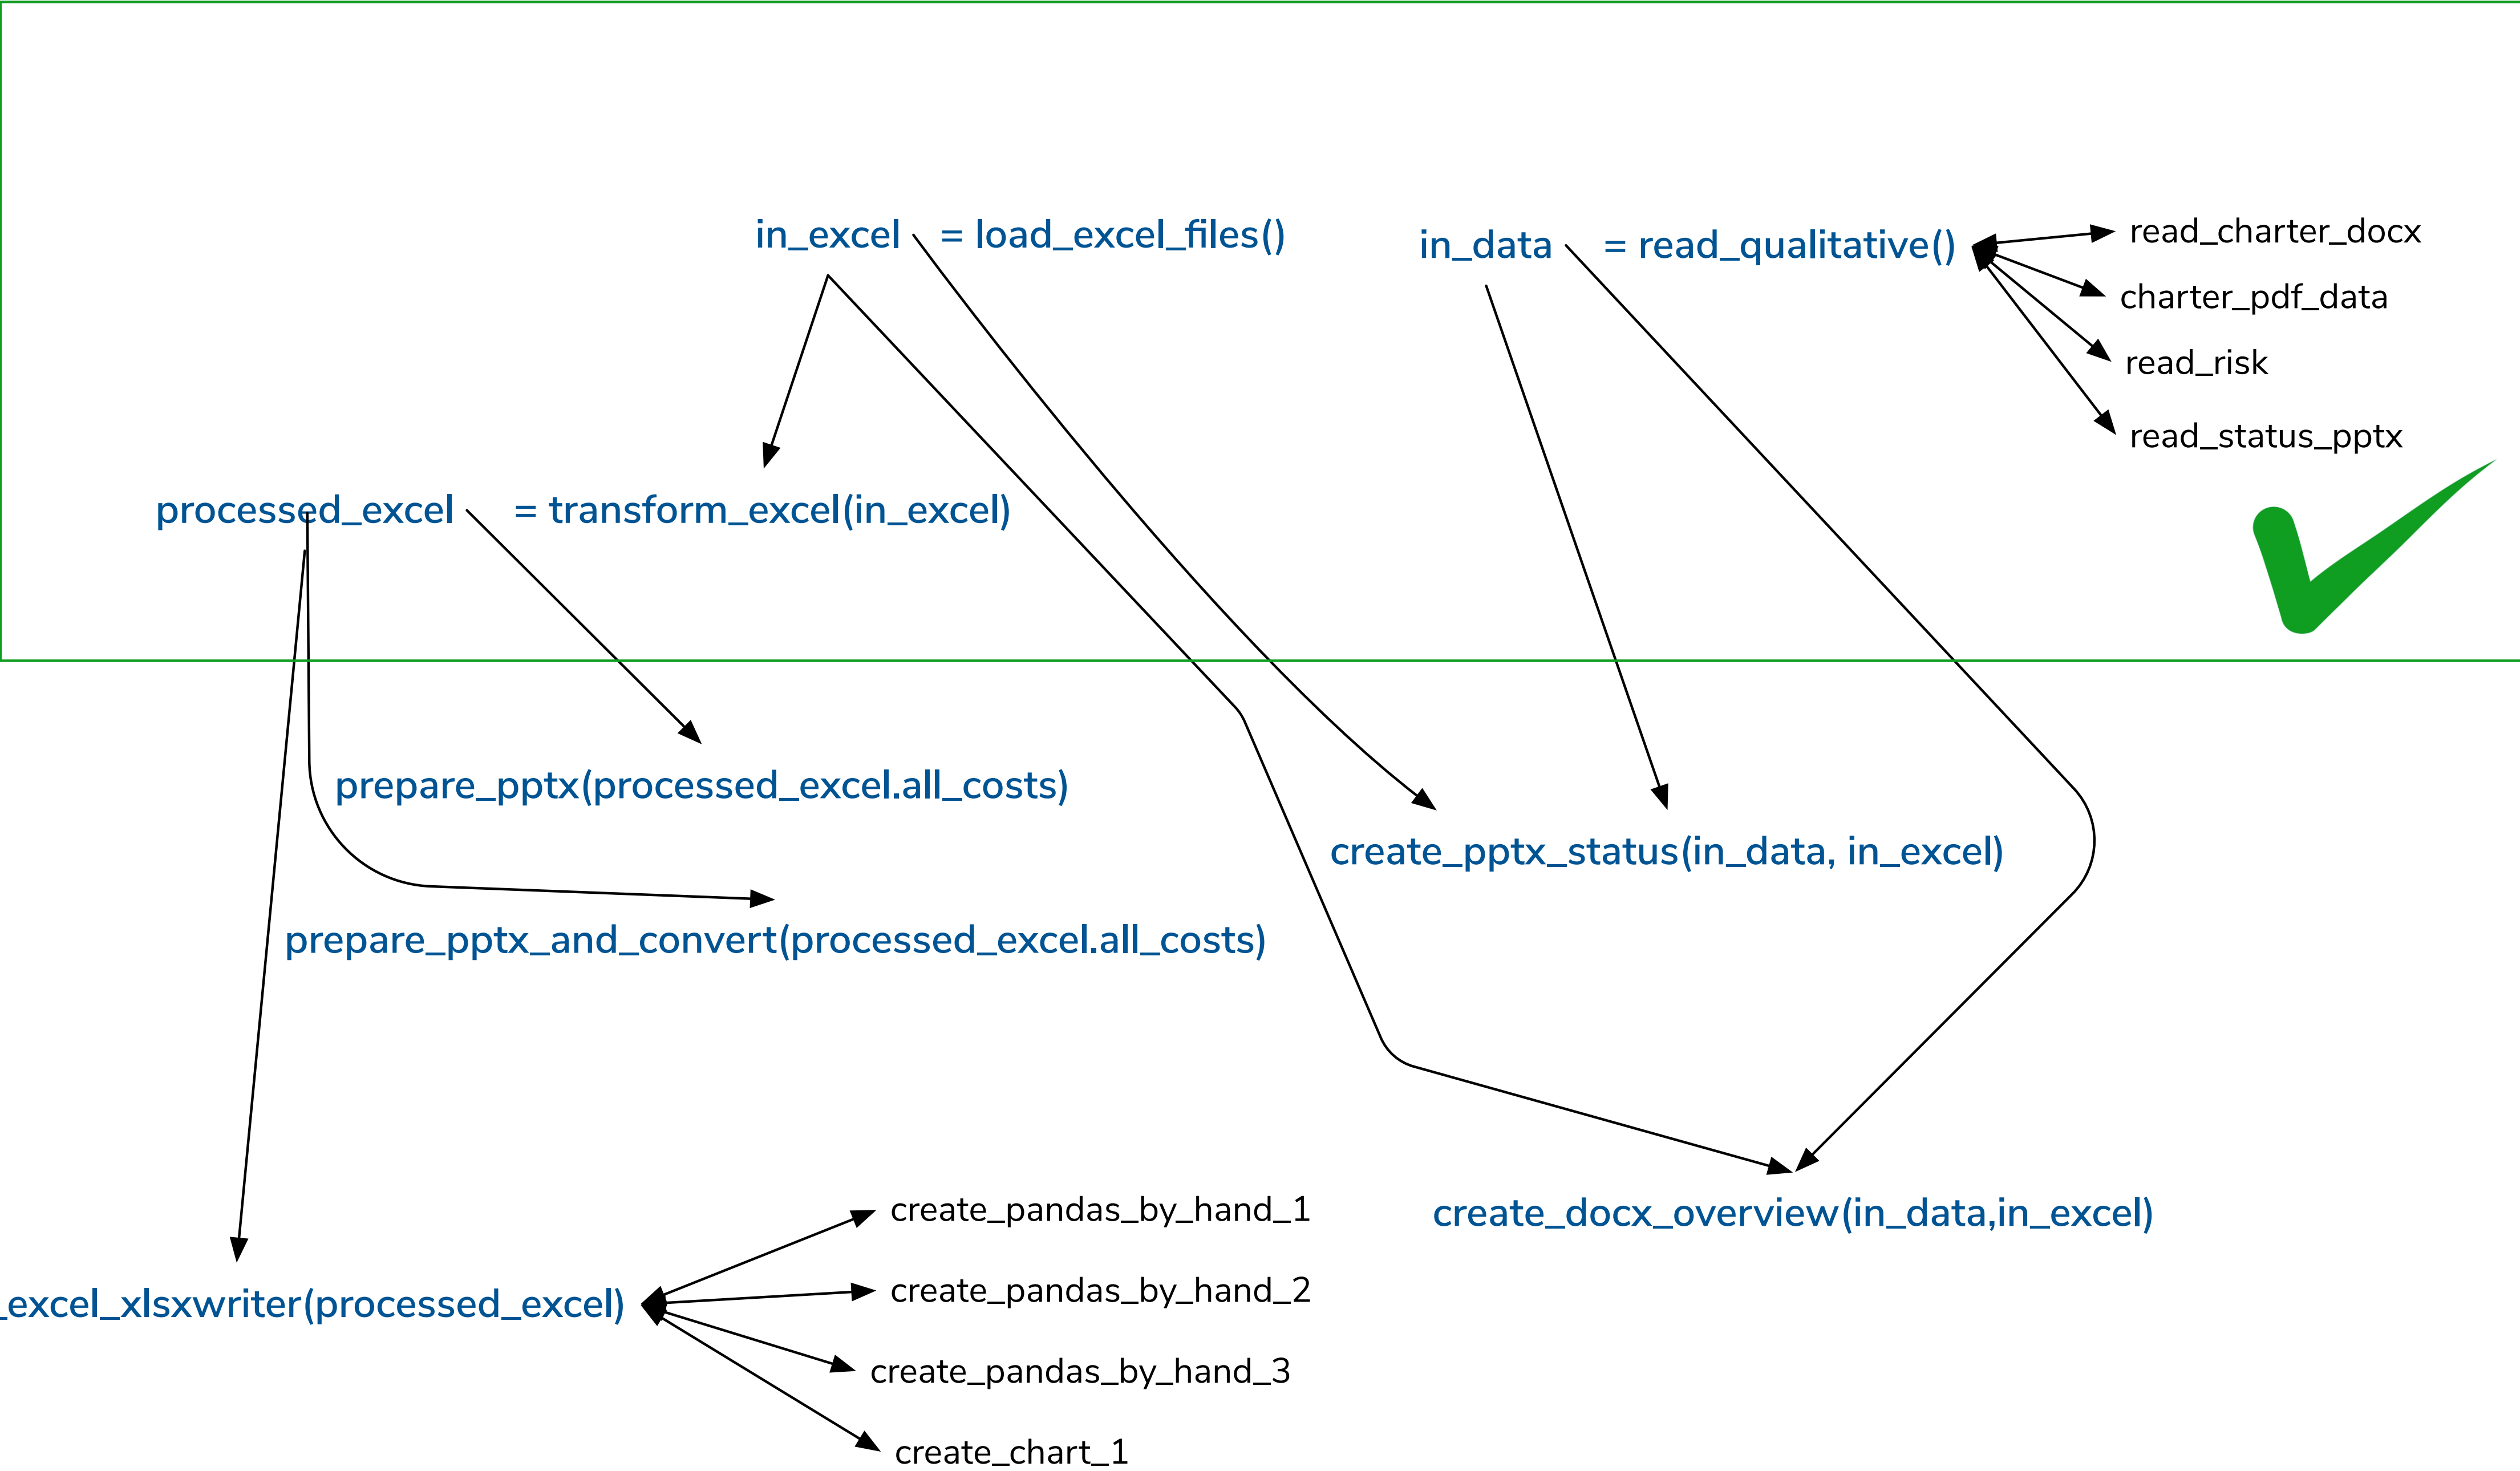 in_excel = load_excel_files()
in_data = read_qualitative()
read_charter_docx
charter_pdf_data
read_risk
read_status_pptx
processed_excel = transform_excel(in_excel)
prepare_pptx(processed_excel.all_costs)
create_pptx_status(in_data, in_excel)
prepare_pptx_and_convert(processed_excel.all_costs)
create_docx_overview(in_data,in_excel)
_excel_xlsxwriter(processed_excel)
create_pandas_by_hand_1
create_pandas_by_hand_2
create_pandas_by_hand_3
create_chart_1